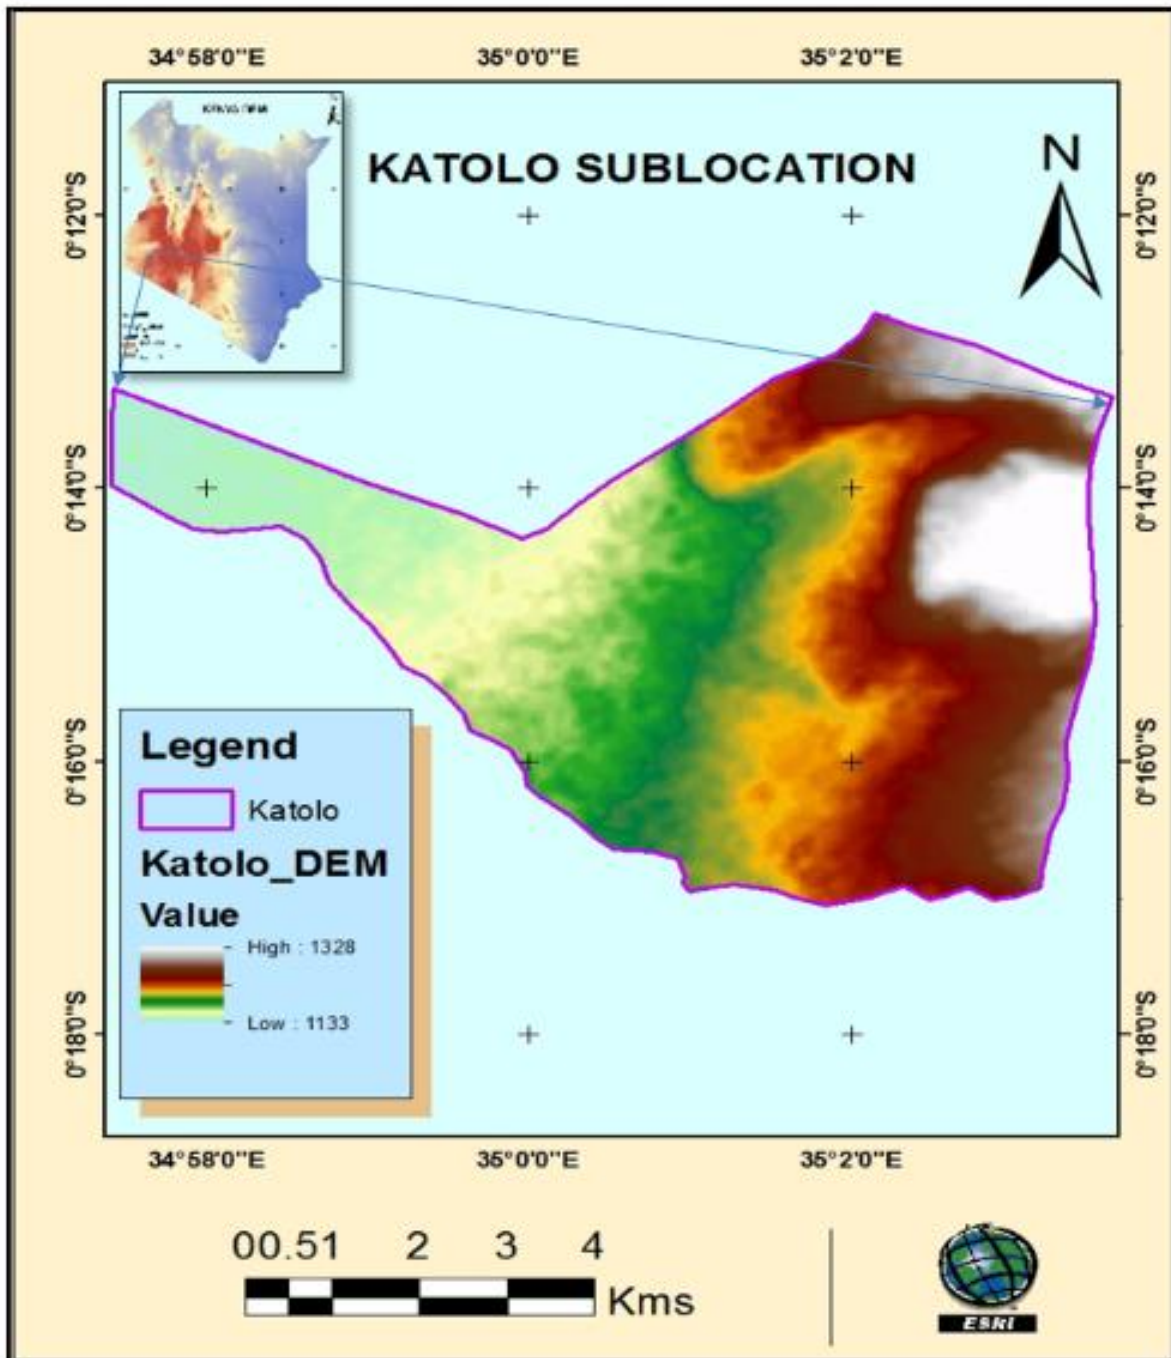 34°58'0"E 35°0'0"E 35°2'0"E
KENYA DEM
KATOLO SUBLOCATION
N
0°12'0"S 0°12'0"S
0°14'0"S 0°14'0"S
0°16'0"S 0°16'0"S
0°18'0"S 0°18'0"S
Legend
Katolo
Katolo_DEM
Value
High : 1328
Low : 1133
34°58'0"E 35°0'0"E 35°2'0"E
00.51 2 3 4
Kms
esri